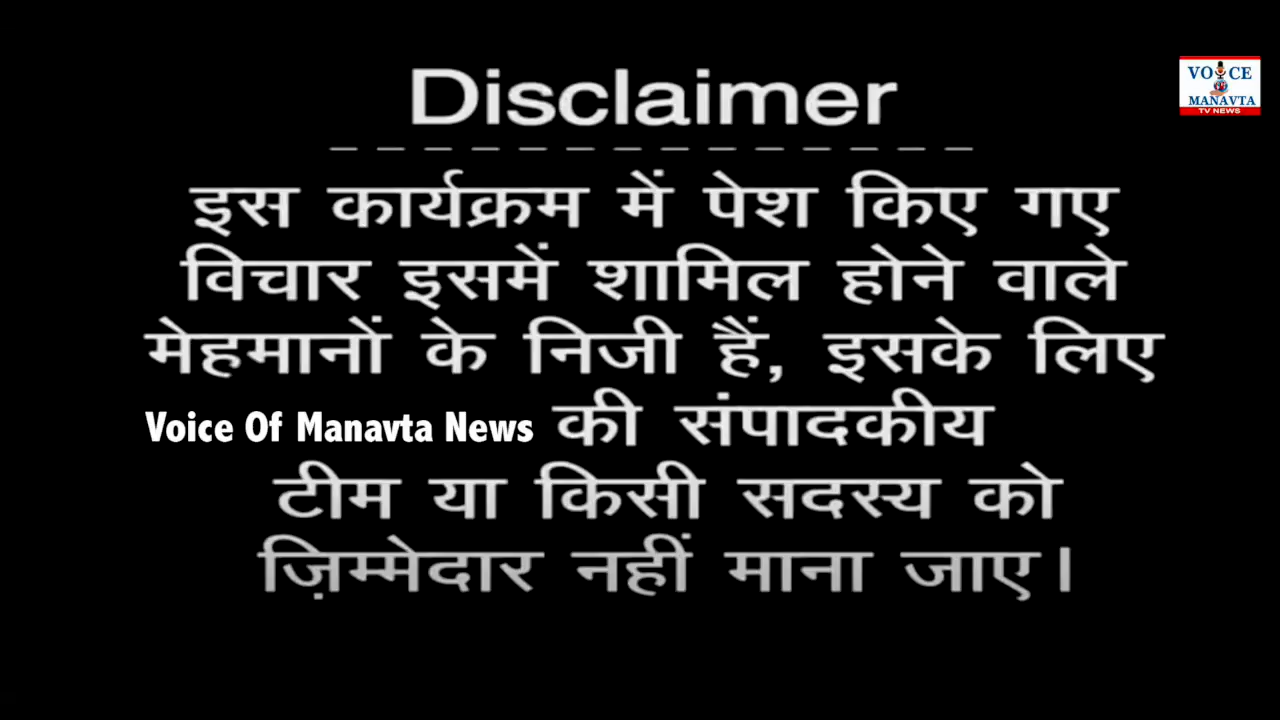 Disclaimer
VOICE
MANAVTA
TV NEWS
इस कार्यक्रम में पेश किए गए
विचार इसमें शामिल होने वाले
मेहमानों के निजी हैं, इसके लिए
Voice Of Manavta News की संपादकीय
टीम या किसी सदस्य को
ज़िम्मेदार नहीं माना जाए।